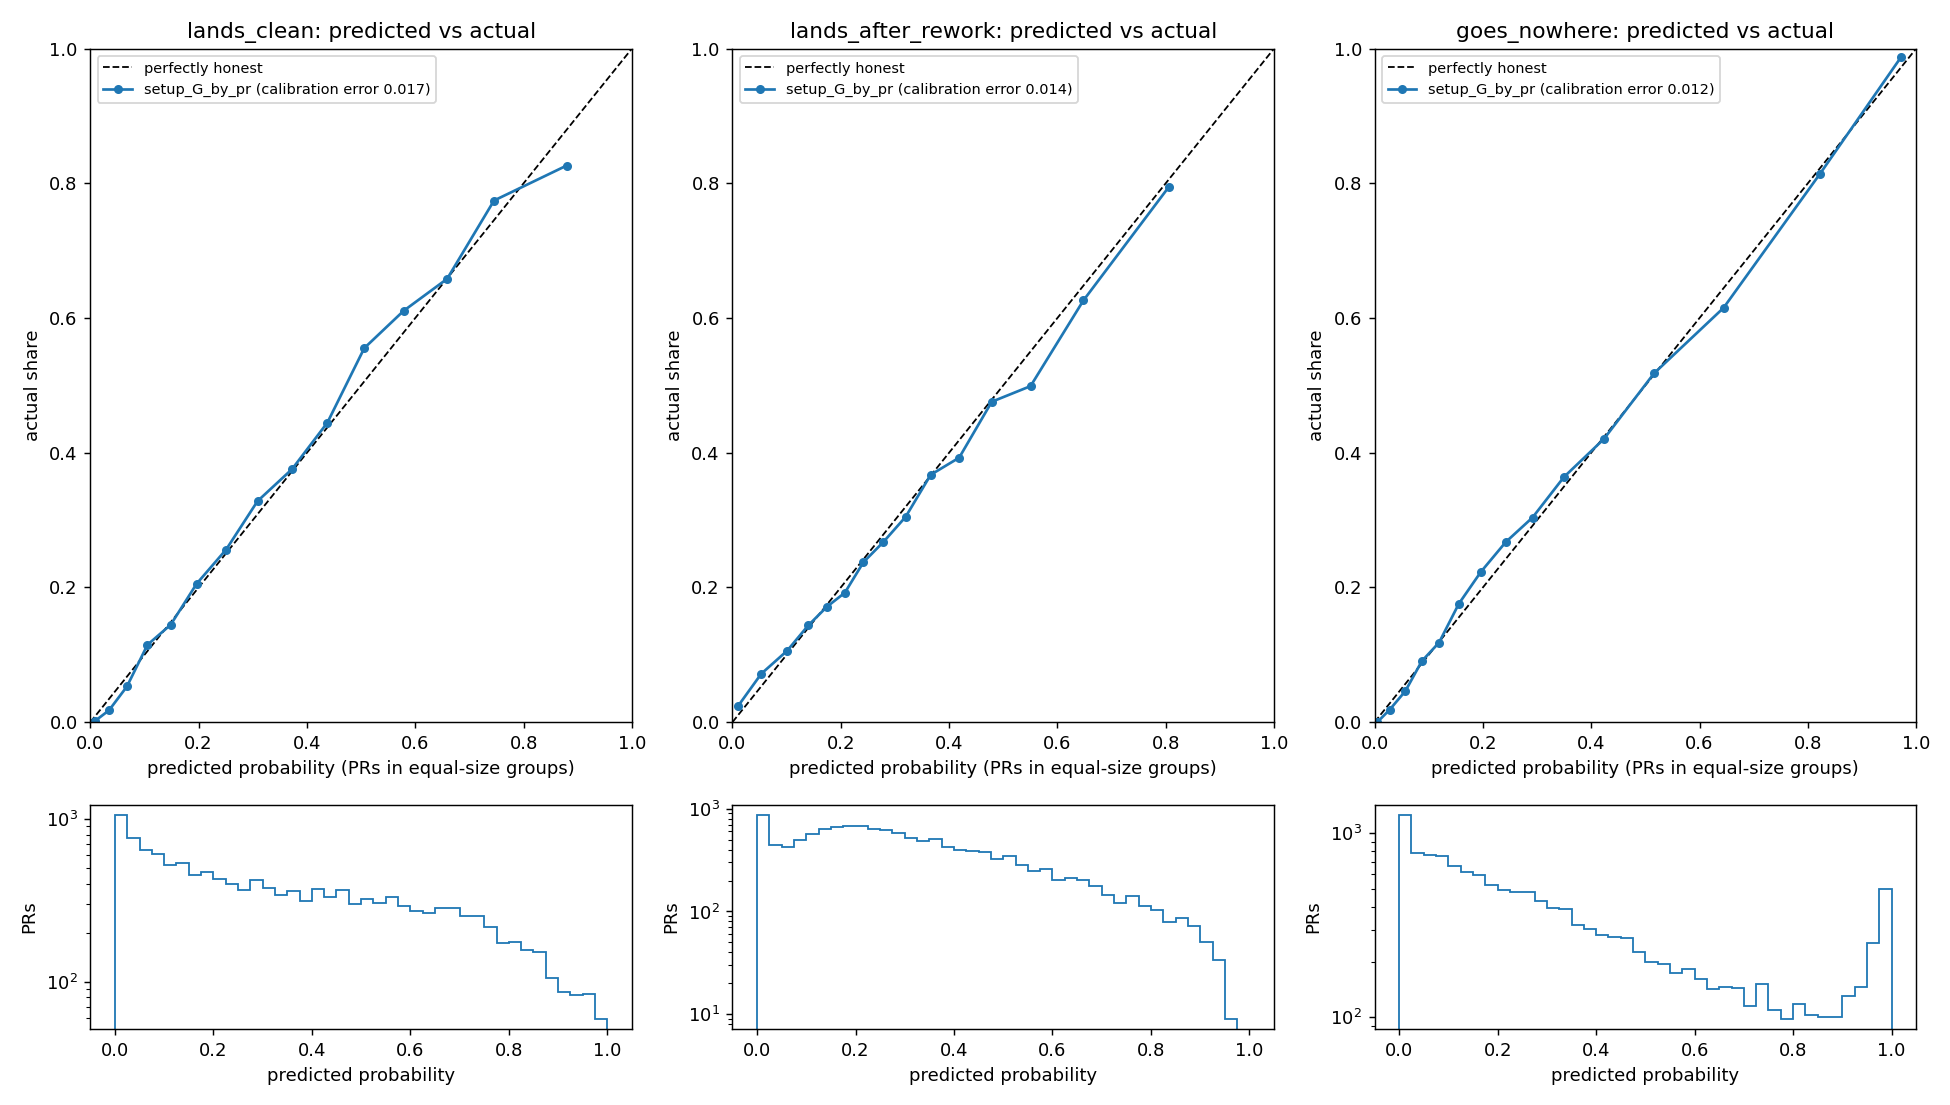 lands_clean: predicted vs actual
perfectly honest
setup_G_by_pr (calibration error 0.017)
1.0
0.8
0.6
0.4
0.2
0.0
actual share
0.0 0.2 0.4 0.6 0.8 1.0
predicted probability (PRs in equal-size groups)
lands_after_rework: predicted vs actual
perfectly honest
setup_G_by_pr (calibration error 0.014)
1.0
0.8
0.6
0.4
0.2
0.0
actual share
0.0 0.2 0.4 0.6 0.8 1.0
predicted probability (PRs in equal-size groups)
goes_nowhere: predicted vs actual
perfectly honest
setup_G_by_pr (calibration error 0.012)
1.0
0.8
0.6
0.4
0.2
0.0
actual share
0.0 0.2 0.4 0.6 0.8 1.0
predicted probability (PRs in equal-size groups)
10³
10²
PRs
0.0 0.2 0.4 0.6 0.8 1.0
predicted probability
10³
10²
10¹
PRs
0.0 0.2 0.4 0.6 0.8 1.0
predicted probability
10³
10²
PRs
0.0 0.2 0.4 0.6 0.8 1.0
predicted probability